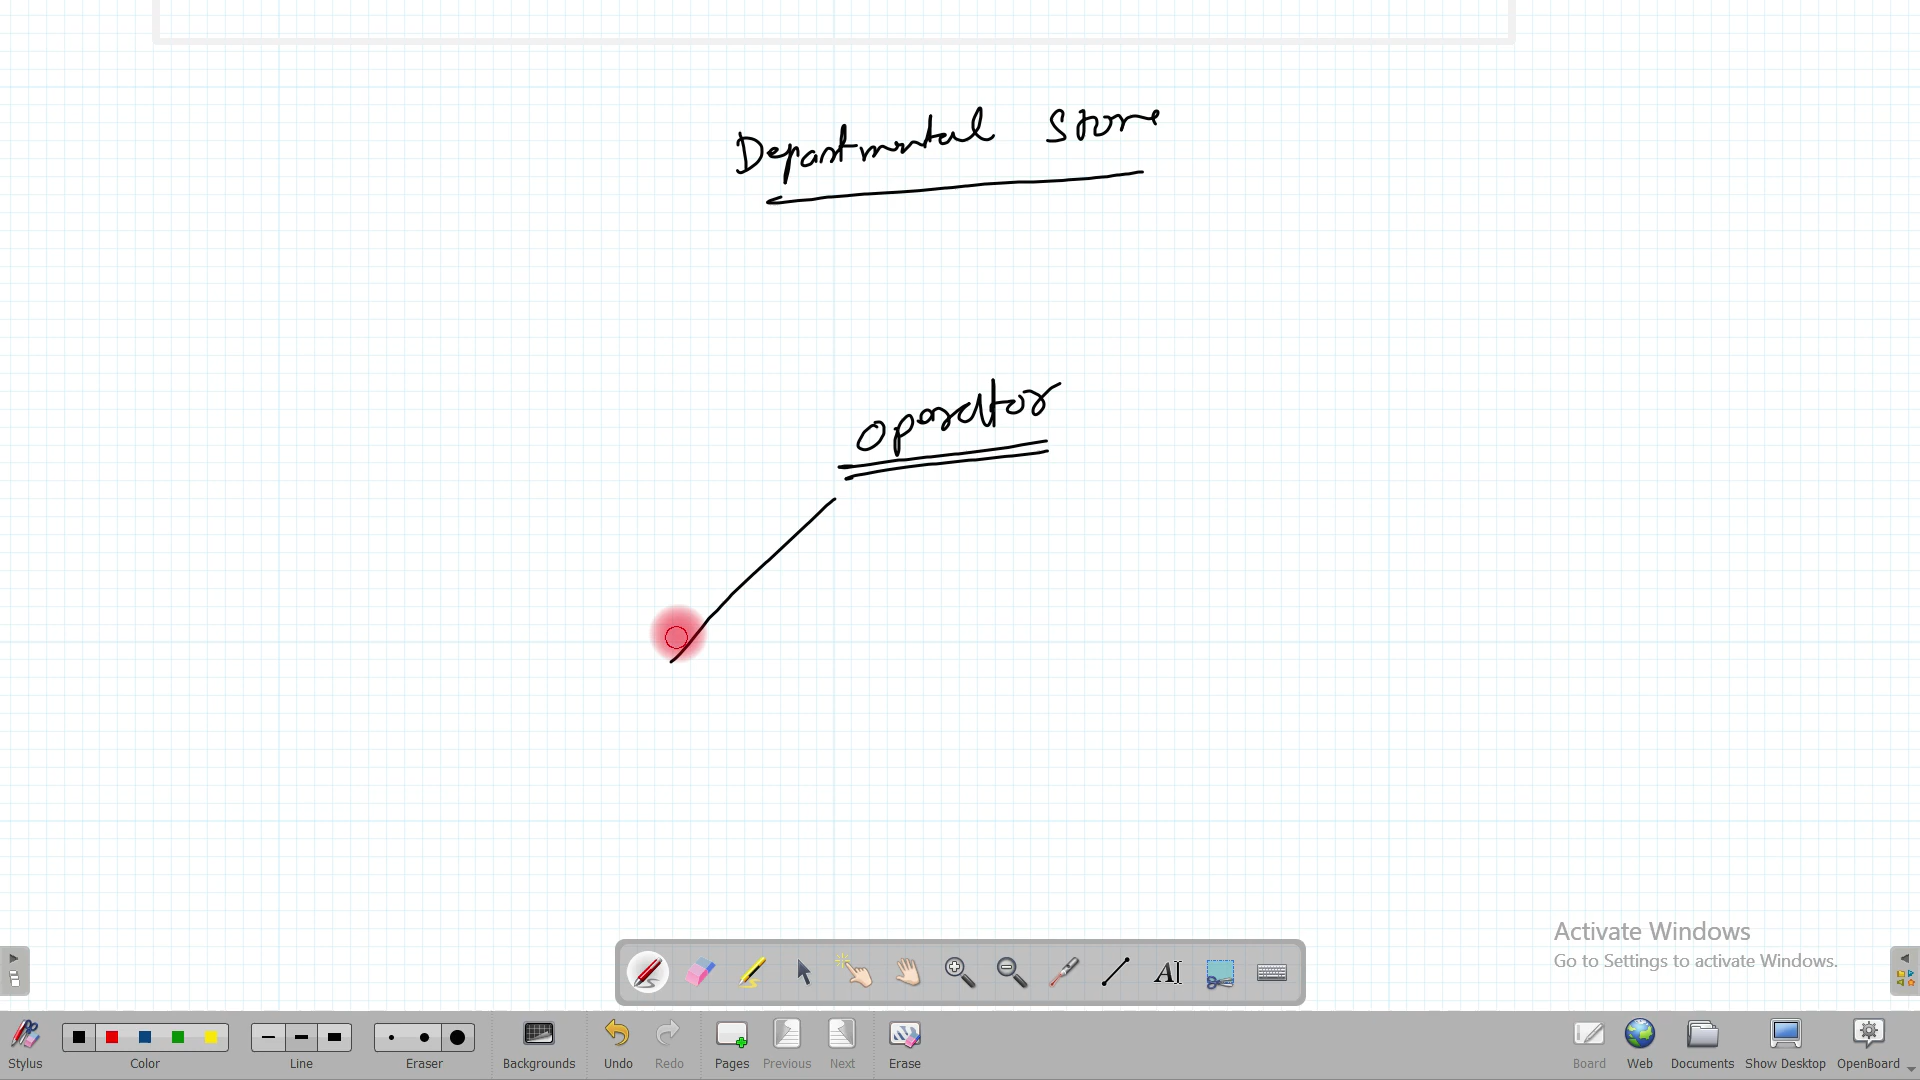 Departmental Store
operator
Activate Windows
Go to Settings to activate Windows.
Stylus Color Line Eraser Backgrounds Undo Redo Pages Previous Next Erase Board Web Documents Show Desktop OpenBoard